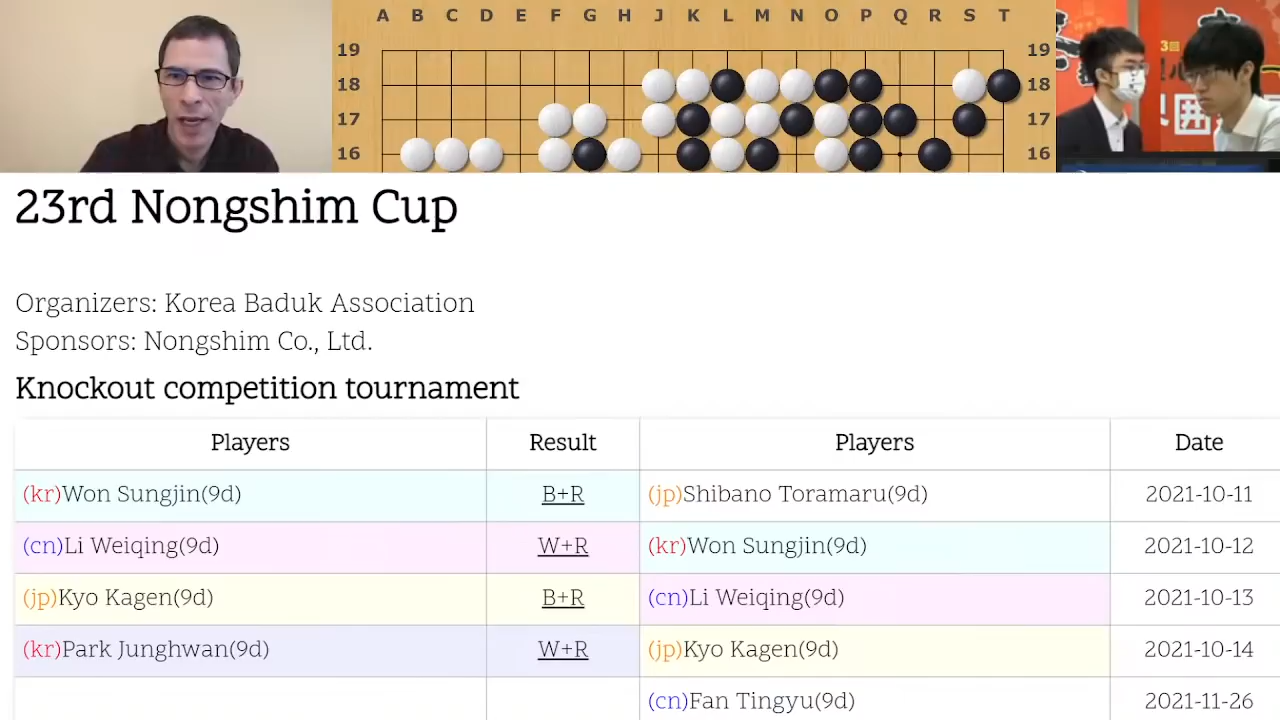 A B C D E F G H J K L M N O P Q R S T
19 19
18 18
17 17
16 16
23rd Nongshim Cup
Organizers: Korea Baduk Association
Sponsors: Nongshim Co., Ltd.
Knockout competition tournament
Players Result Players Date
(kr)Won Sungjin(9d) B+R (jp)Shibano Toramaru(9d) 2021-10-11
(cn)Li Weiqing(9d) W+R (kr)Won Sungjin(9d) 2021-10-12
(jp)Kyo Kagen(9d) B+R (cn)Li Weiqing(9d) 2021-10-13
(kr)Park Junghwan(9d) W+R (jp)Kyo Kagen(9d) 2021-10-14
(cn)Fan Tingyu(9d) 2021-11-26